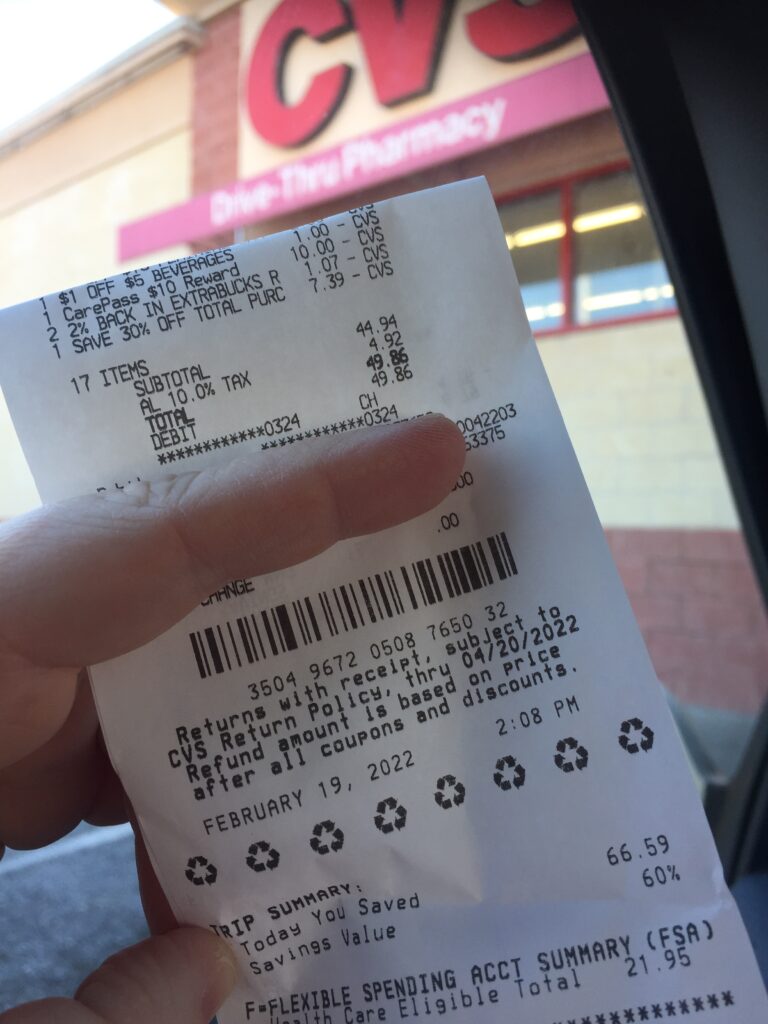 CVS
Drive-Thru Pharmacy
1 $1 OFF $5 BEVERAGES 1.00 - CVS
1 CarePass $10 Reward 10.00 - CVS
2 2% BACK IN EXTRABUCKS R 1.07 - CVS
1 SAVE 30% OFF TOTAL PURC 7.39 - CVS
17 ITEMS
SUBTOTAL 44.94
AL 10.0% TAX 4.92
TOTAL 49.86
DEBIT 49.86
************0324 CH
************0324
0042203
53375
.00
CHANGE .00
3504 9672 0508 7650 32
Returns with receipt, subject to
CVS Return Policy, thru 04/20/2022
Refund amount is based on price
after all coupons and discounts.
FEBRUARY 19, 2022 2:08 PM
TRIP SUMMARY:
Today You Saved 66.59
Savings Value 60%
F=FLEXIBLE SPENDING ACCT SUMMARY (FSA)
Health Care Eligible Total 21.95